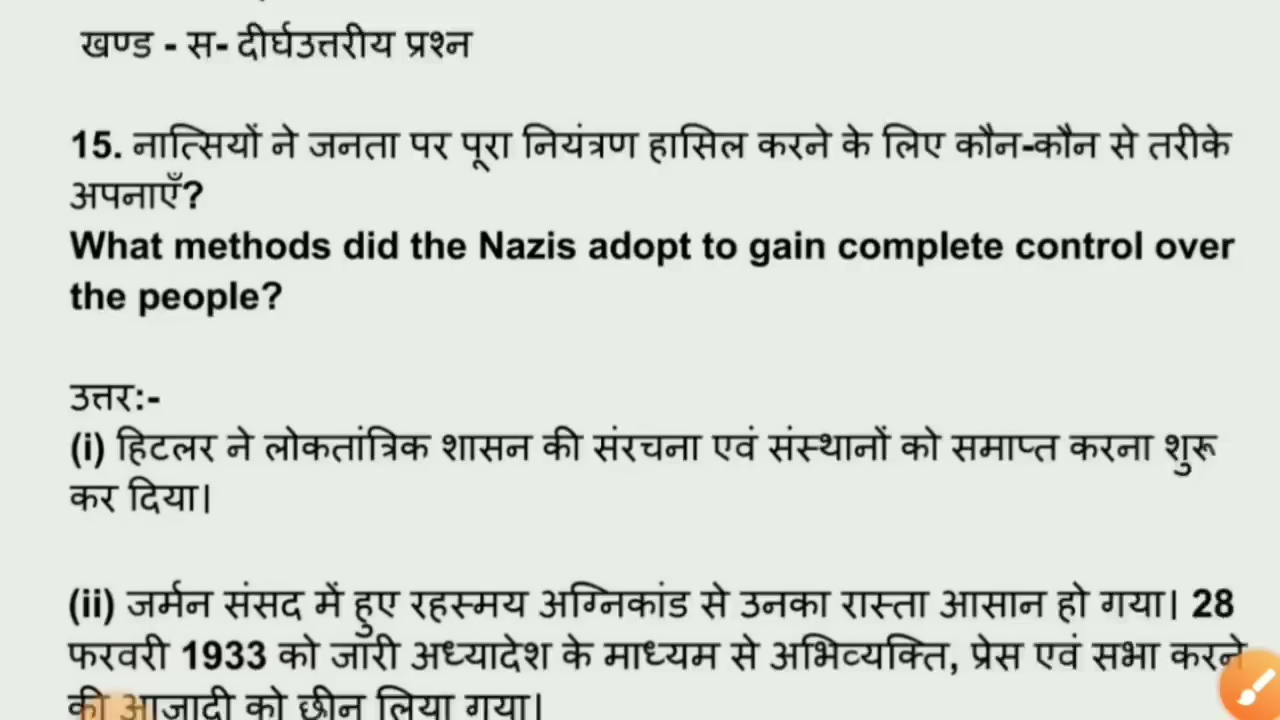 खण्ड - स- दीर्घउत्तरीय प्रश्न
15. नात्सियों ने जनता पर पूरा नियंत्रण हासिल करने के लिए कौन-कौन से तरीके
अपनाएँ?
What methods did the Nazis adopt to gain complete control over
the people?
उत्तर:-
(i) हिटलर ने लोकतांत्रिक शासन की संरचना एवं संस्थानों को समाप्त करना शुरू
कर दिया।
(ii) जर्मन संसद में हुए रहस्मय अग्निकांड से उनका रास्ता आसान हो गया। 28
फरवरी 1933 को जारी अध्यादेश के माध्यम से अभिव्यक्ति, प्रेस एवं सभा करने
की आजादी को छीन लिया गया।